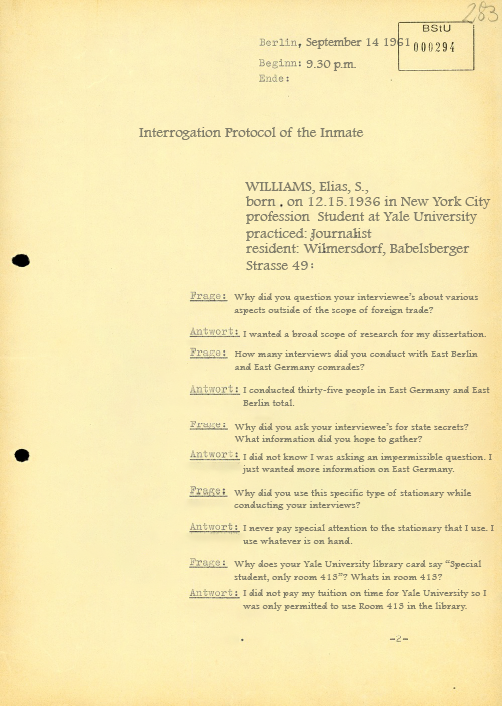 283
BStU
000294
Berlin, September 14 1961
Beginn: 9.30 p.m.
Ende:
Interrogation Protocol of the Inmate
WILLIAMS, Elias, S.,
born . on 12.15.1936 in New York City
profession Student at Yale University
practiced: Journalist
resident: Wilmersdorf, Babelsberger
Strasse 49:
Frage: Why did you question your interviewee's about various
aspects outside of the scope of foreign trade?
Antwort: I wanted a broad scope of research for my dissertation.
Frage: How many interviews did you conduct with East Berlin
and East Germany comrades?
Antwort: I conducted thirty-five people in East Germany and East
Berlin total.
Frage: Why did you ask your interviewee's for state secrets?
What information did you hope to gather?
Antwort: I did not know I was asking an impermissible question. I
just wanted more information on East Germany.
Frage: Why did you use this specific type of stationary while
conducting your interviews?
Antwort: I never pay special attention to the stationary that I use. I
use whatever is on hand.
Frage: Why does your Yale University library card say "Special
student, only room 413"? Whats in room 413?
Antwort: I did not pay my tuition on time for Yale University so I
was only permitted to use Room 413 in the library.
-2-